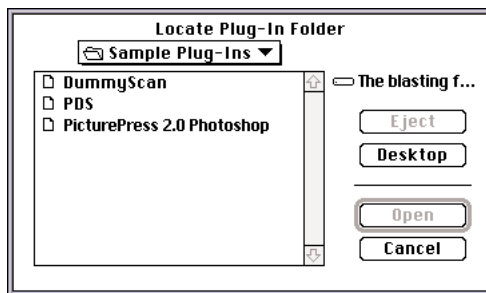 Locate Plug-In Folder
Sample Plug-Ins
DummyScan
PDS
PicturePress 2.0 Photoshop
The blasting f...
Eject
Desktop
Open
Cancel